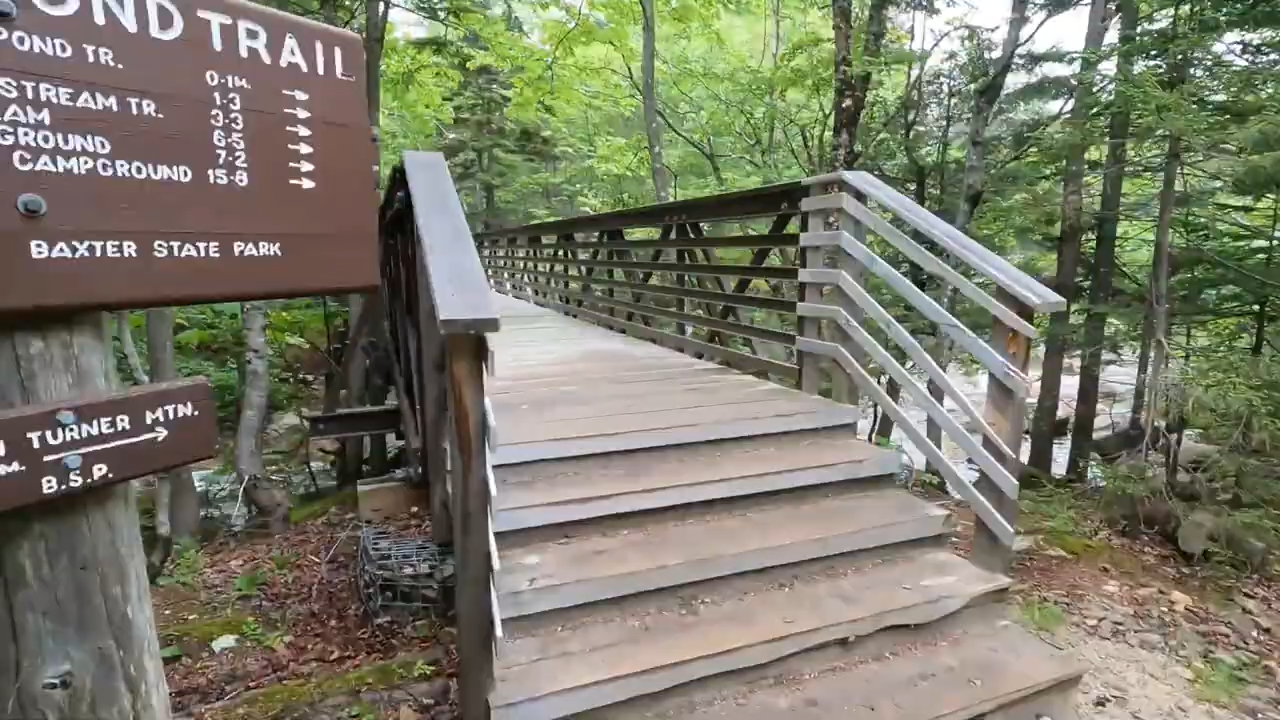 OND TRAIL
POND TR. 0·1M.
STREAM TR. 1·3
AM 3·3
GROUND 6·5
7·2
CAMPGROUND 15·8
BAXTER STATE PARK
TURNER MTN.
M.
B.S.P.